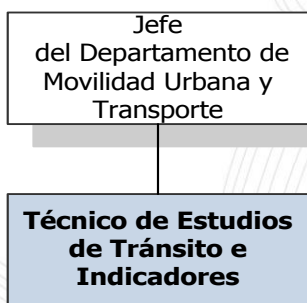 Jefe
del Departamento de
Movilidad Urbana y
Transporte
Técnico de Estudios
de Tránsito e
Indicadores